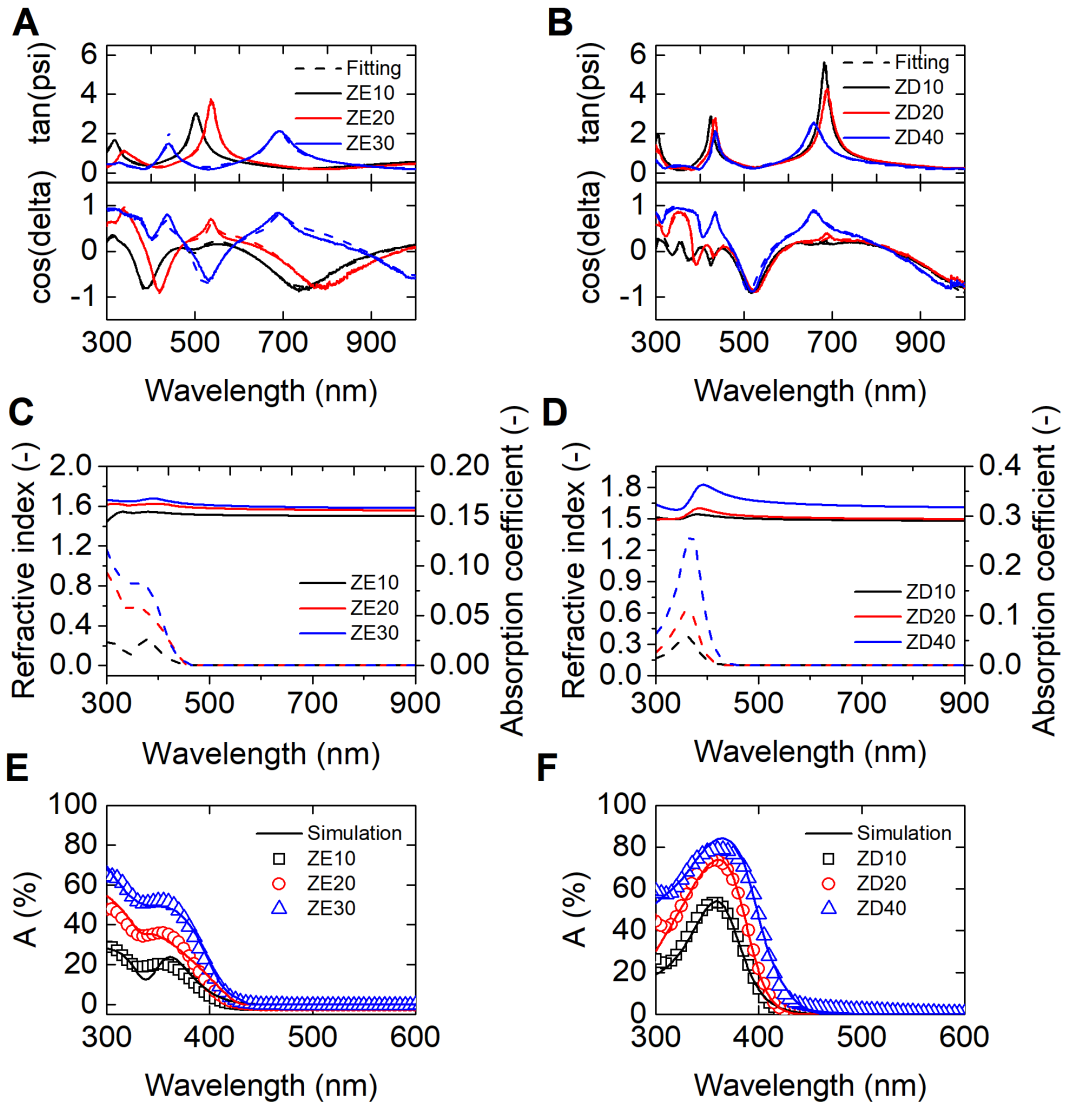 A
tan(psi)
6
4
2
0
Fitting
ZE10
ZE20
ZE30
cos(delta)
1
0
-1
300 500 700 900
Wavelength (nm)
B
tan(psi)
6
4
2
0
Fitting
ZD10
ZD20
ZD40
cos(delta)
1
0
-1
300 500 700 900
Wavelength (nm)
C
Refractive index (-)
2.0
1.6
1.2
0.8
0.4
0.0
ZE10
ZE20
ZE30
0.20
0.15
0.10
0.05
0.00
Absorption coefficient (-)
300 500 700 900
Wavelength (nm)
D
Refractive index (-)
1.8
1.5
1.2
0.9
0.6
0.3
0.0
ZD10
ZD20
ZD40
0.4
0.3
0.2
0.1
0.0
Absorption coefficient (-)
300 500 700 900
Wavelength (nm)
E
A (%)
100
80
60
40
20
0
Simulation
ZE10
ZE20
ZE30
300 400 500 600
Wavelength (nm)
F
A (%)
100
80
60
40
20
0
Simulation
ZD10
ZD20
ZD40
300 400 500 600
Wavelength (nm)